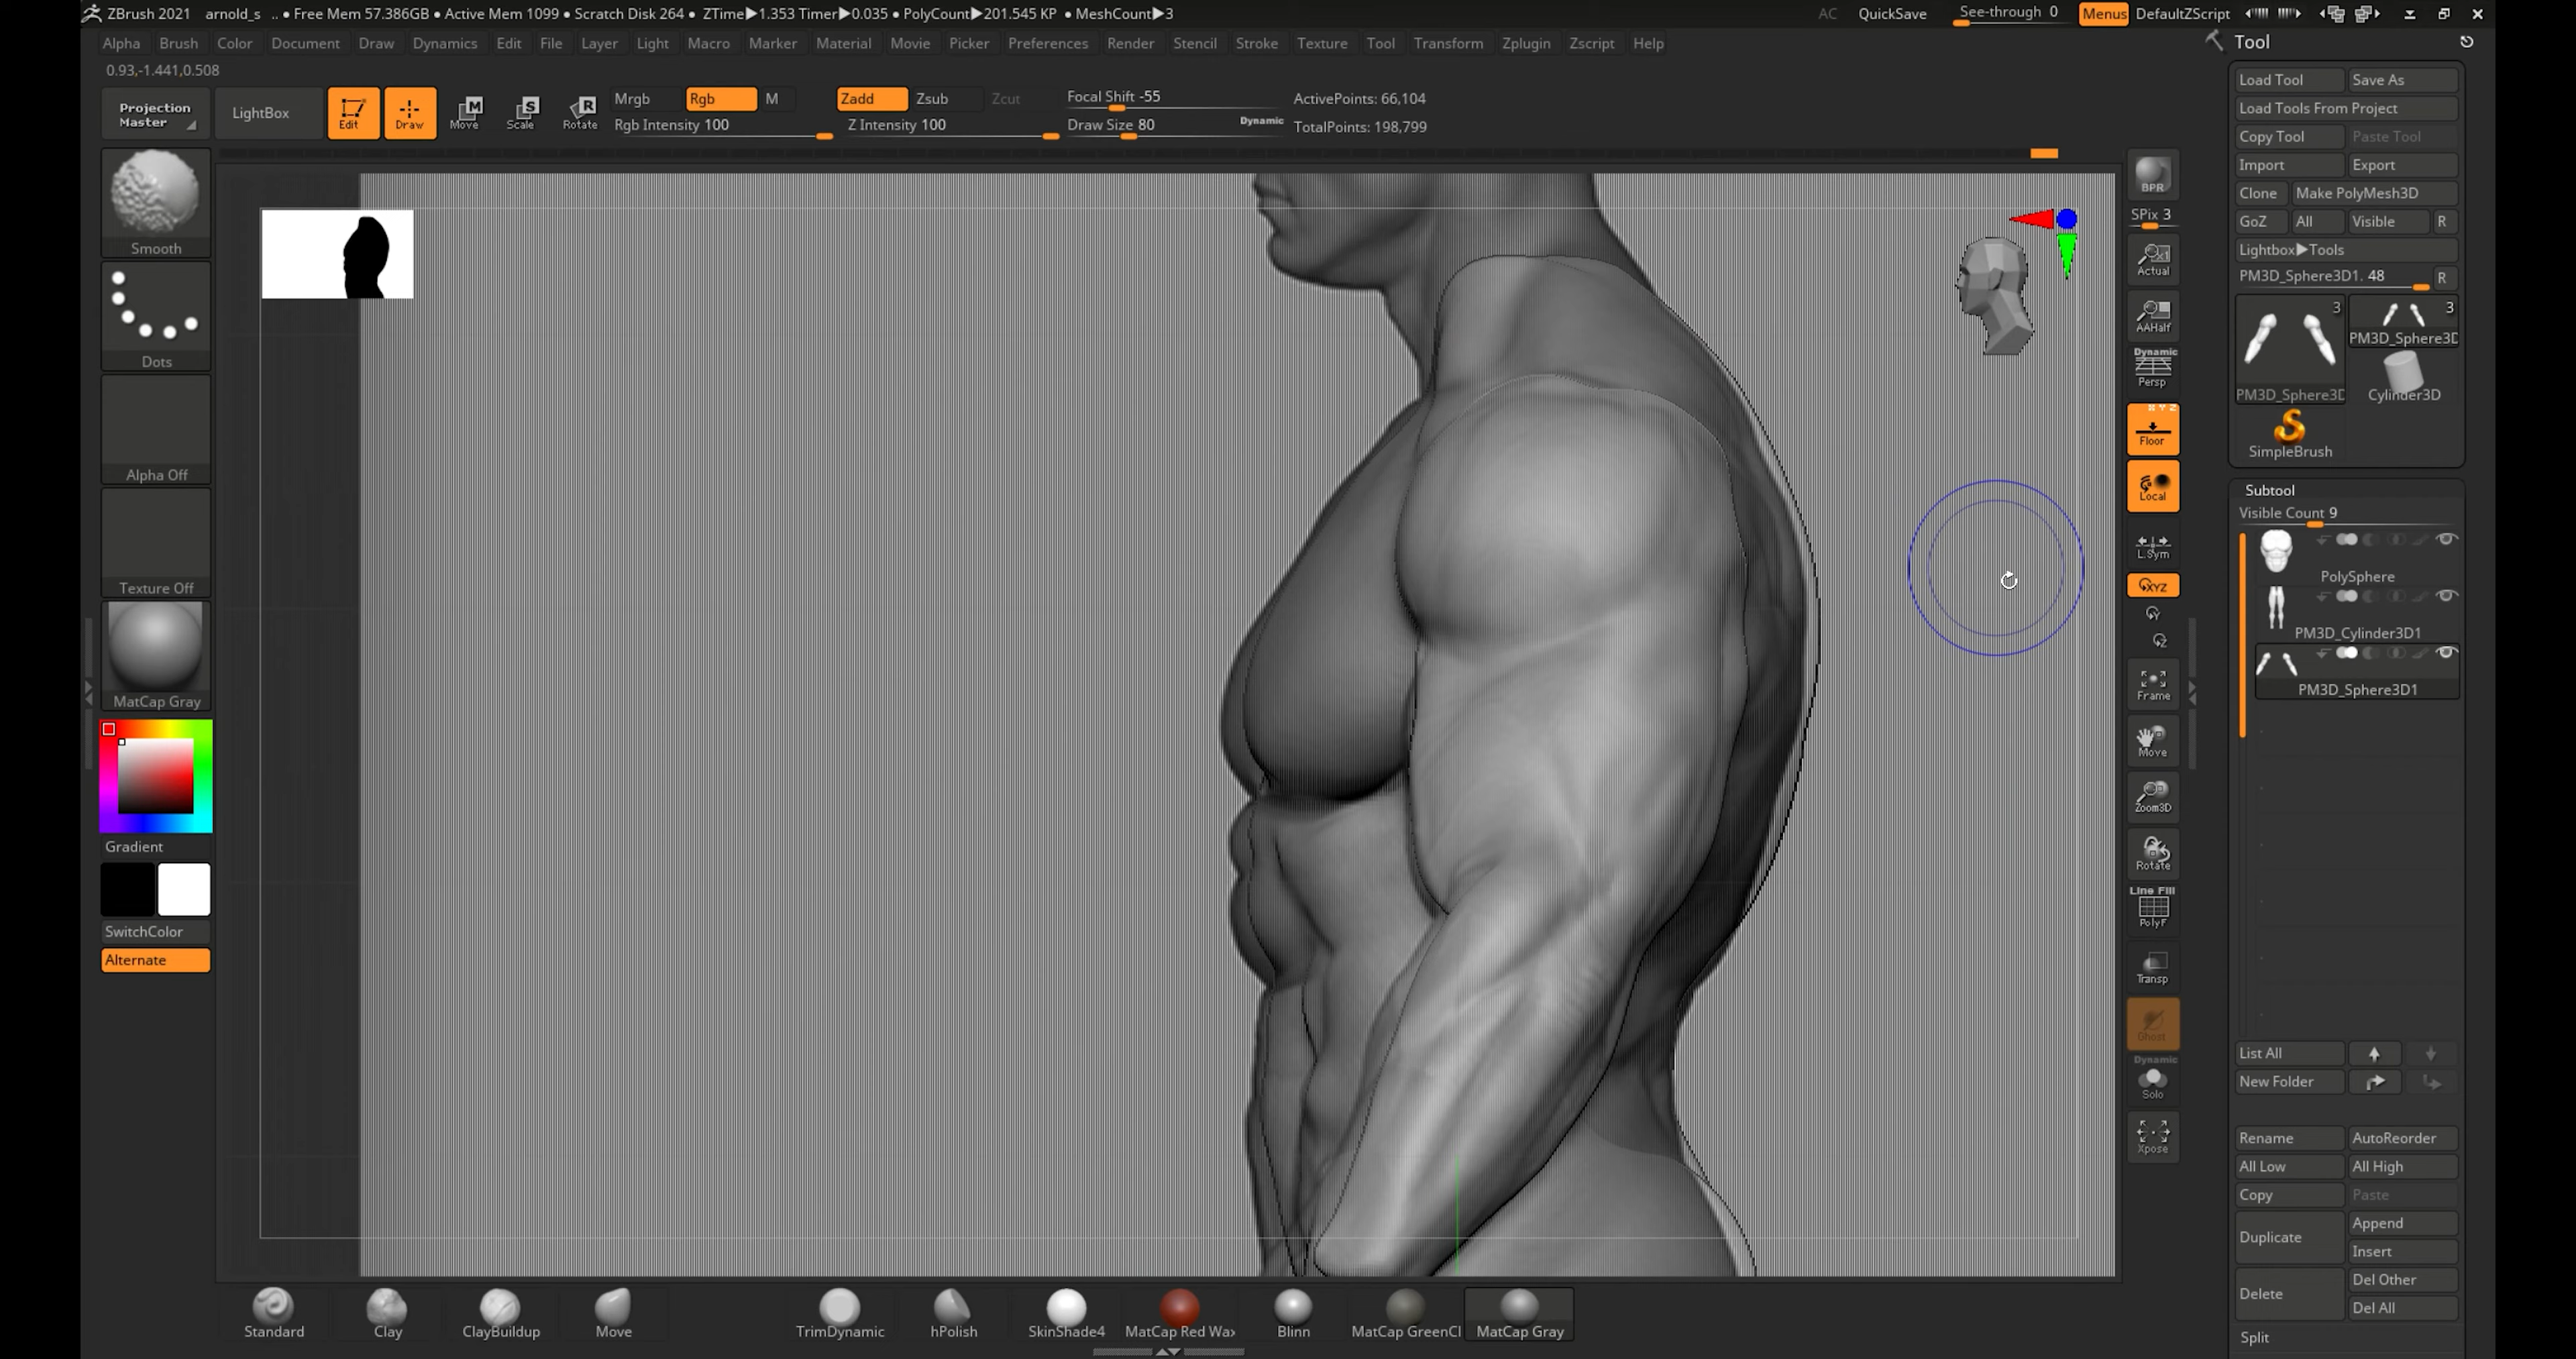 ZBrush 2021 arnold_s .. • Free Mem 57.386GB • Active Mem 1099 • Scratch Disk 264 • ZTime▶1.353 Timer▶0.035 • PolyCount▶201.545 KP • MeshCount▶3 AC QuickSave See-through 0 Menus DefaultZScript
Alpha Brush Color Document Draw Dynamics Edit File Layer Light Macro Marker Material Movie Picker Preferences Render Stencil Stroke Texture Tool Transform Zplugin Zscript Help
0.93,-1.441,0.508
Projection
Master
LightBox
Edit
Draw
M
Move
S
Scale
R
Rotate
Mrgb Rgb M
Rgb Intensity 100
Zadd Zsub Zcut
Z Intensity 100
Focal Shift -55
Draw Size 80
Dynamic
ActivePoints: 66,104
TotalPoints: 198,799
Smooth
Dots
Alpha Off
Texture Off
MatCap Gray
Gradient
SwitchColor
Alternate
BPR
SPix 3
Actual
AAHalf
Dynamic
Persp
X Y Z
Floor
Local
L.Sym
XYZ
Frame
Move
Zoom3D
Rotate
Line Fill
PolyF
Transp
Ghost
Dynamic
Solo
Xpose
Tool
Load Tool Save As
Load Tools From Project
Copy Tool Paste Tool
Import Export
Clone Make PolyMesh3D
GoZ All Visible R
Lightbox▶Tools
PM3D_Sphere3D1. 48 R
3
3
PM3D_Sphere3D
PM3D_Sphere3D
Cylinder3D
SimpleBrush
Subtool
Visible Count 9
PolySphere
PM3D_Cylinder3D1
PM3D_Sphere3D1
List All
New Folder
Rename AutoReorder
All Low All High
Copy Paste
Duplicate
Append
Insert
Delete
Del Other
Del All
Split
Standard Clay ClayBuildup Move TrimDynamic hPolish SkinShade4 MatCap Red Wax Blinn MatCap GreenCl MatCap Gray